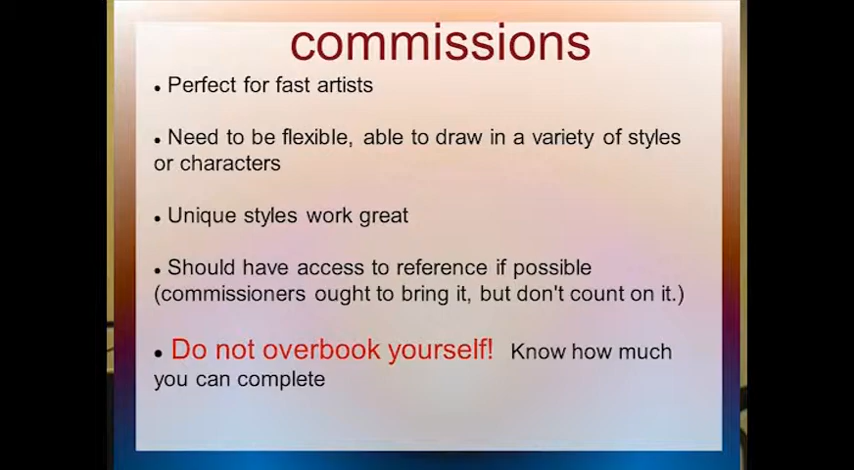 commissions
• Perfect for fast artists
• Need to be flexible, able to draw in a variety of styles
or characters
• Unique styles work great
• Should have access to reference if possible
(commissioners ought to bring it, but don't count on it.)
• Do not overbook yourself! Know how much
you can complete